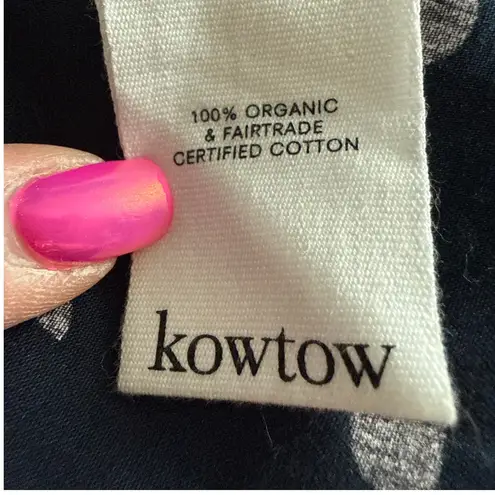 100% ORGANIC
& FAIRTRADE
CERTIFIED COTTON
kowtow